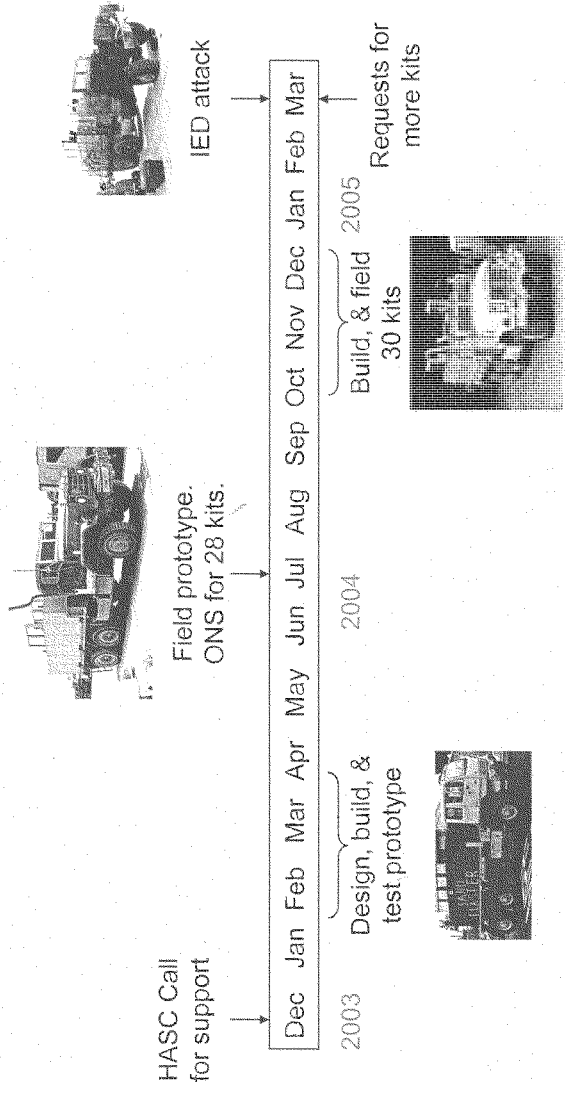 HASC Call
for support
Field prototype.
ONS for 28 kits.
IED attack
Dec Jan Feb Mar Apr May Jun Jul Aug Sep Oct Nov Dec Jan Feb Mar
2003
2004
2005
Design, build, &
test prototype
Build, & field
30 kits
Requests for
more kits